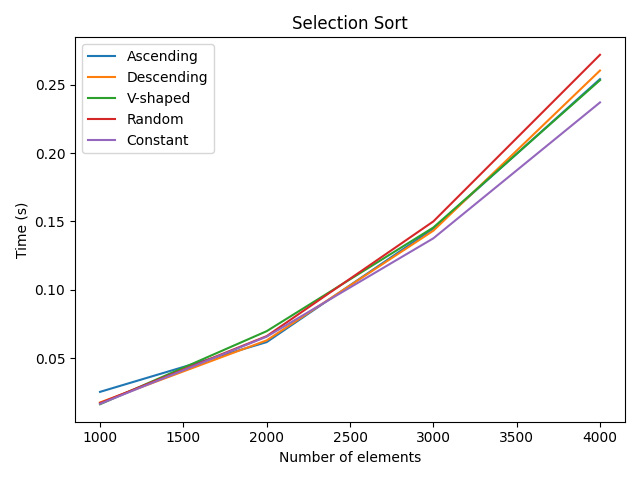 Selection Sort
Ascending
Descending
V-shaped
Random
Constant
Time (s)
0.25
0.20
0.15
0.10
0.05
1000 1500 2000 2500 3000 3500 4000
Number of elements